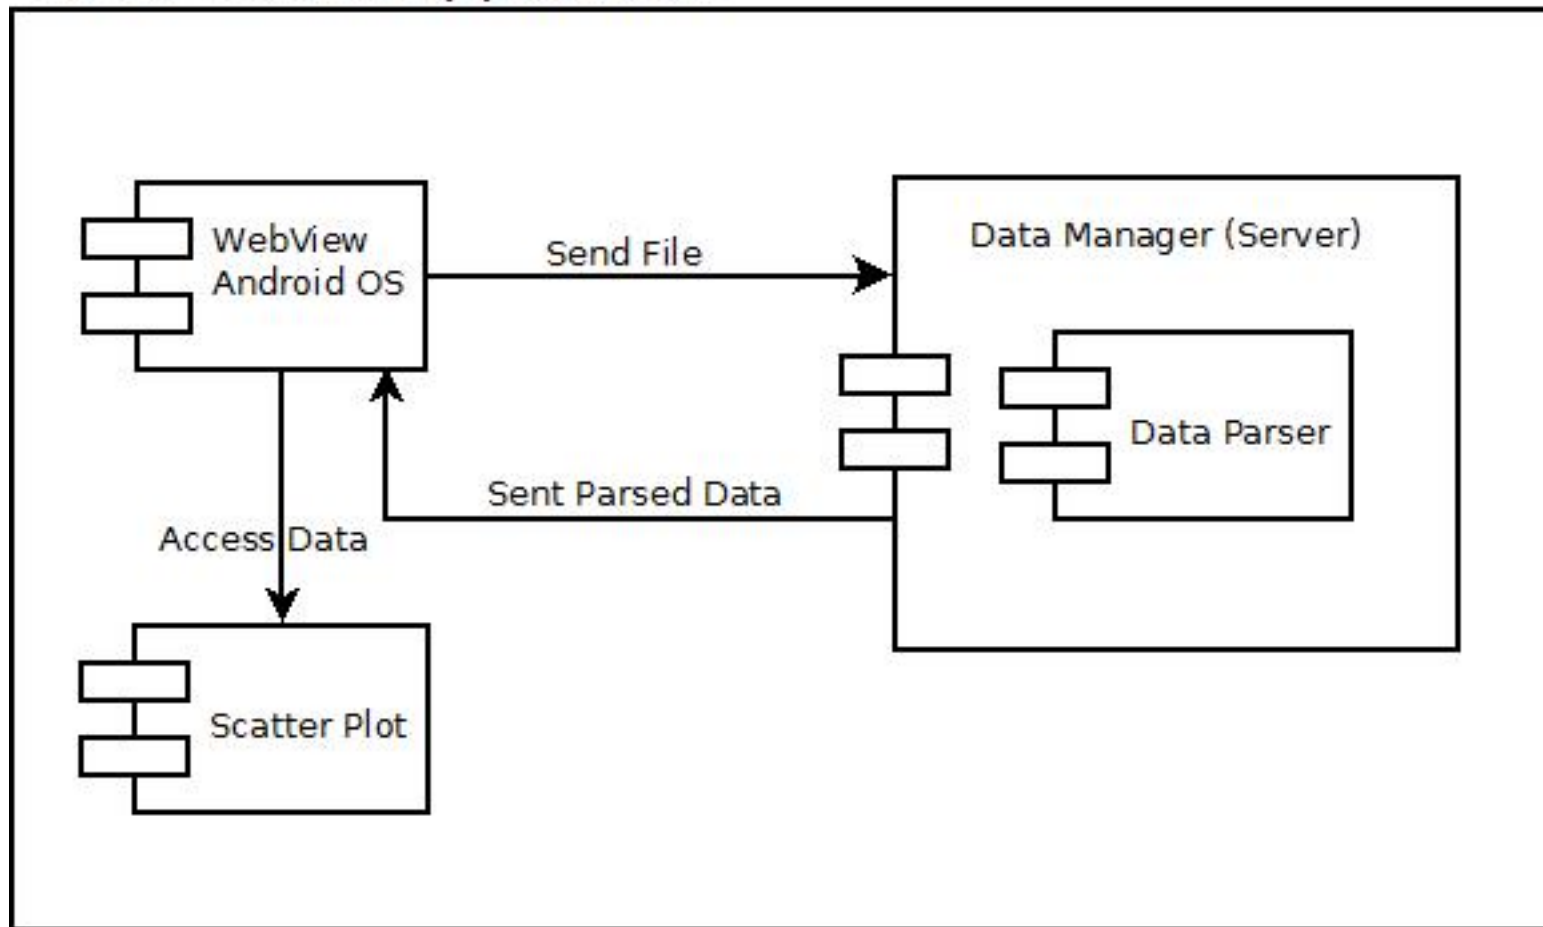 WebView
Android OS
Send File
Data Manager (Server)
Data Parser
Sent Parsed Data
Access Data
Scatter Plot